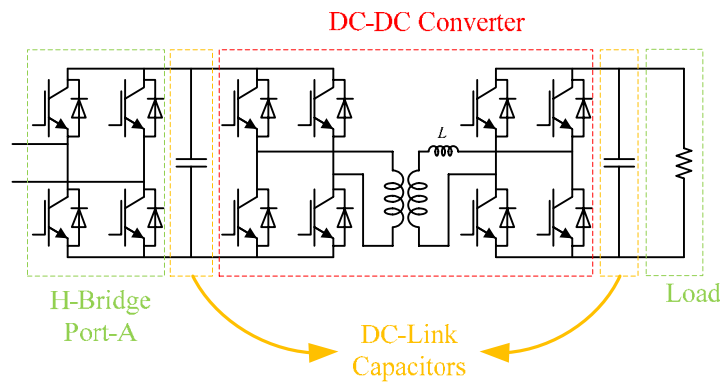 DC-DC Converter
L
H-Bridge
Port-A
Load
DC-Link
Capacitors